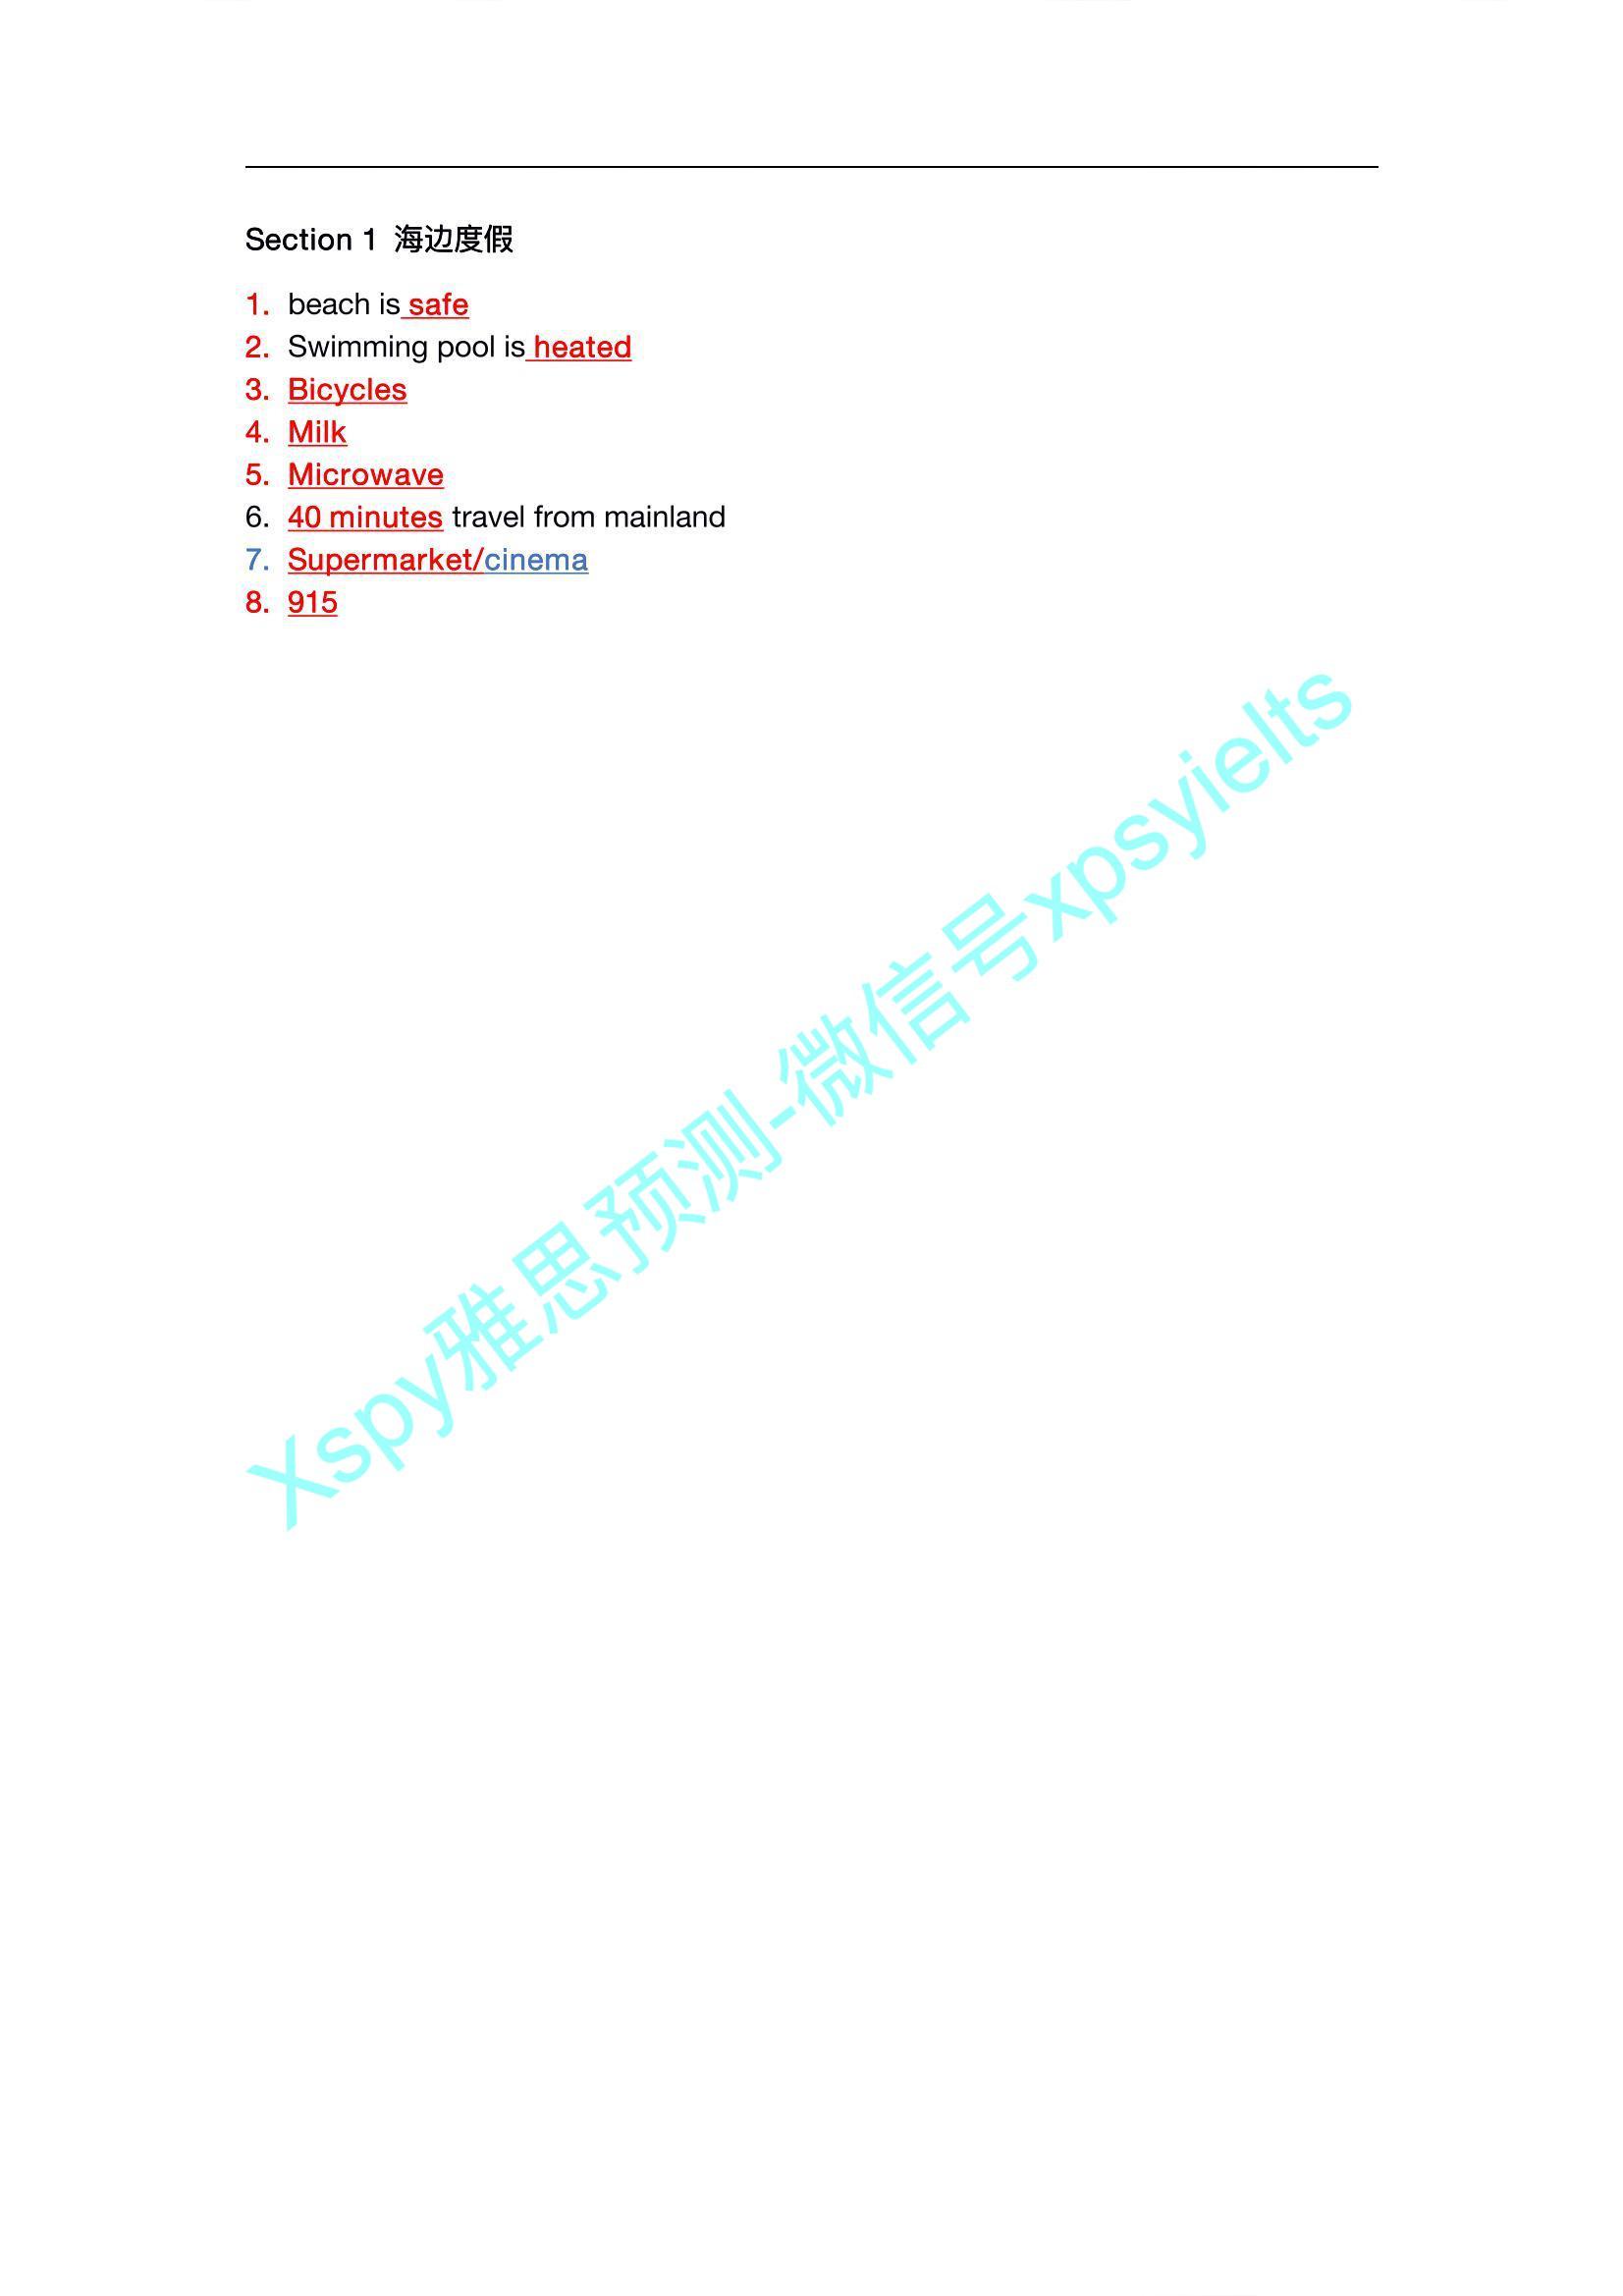 Section 1 海边度假
1. beach is safe
2. Swimming pool is heated
3. Bicycles
4. Milk
5. Microwave
6. 40 minutes travel from mainland
7. Supermarket/cinema
8. 915
Xspy雅思预测-微信号xpsyielts